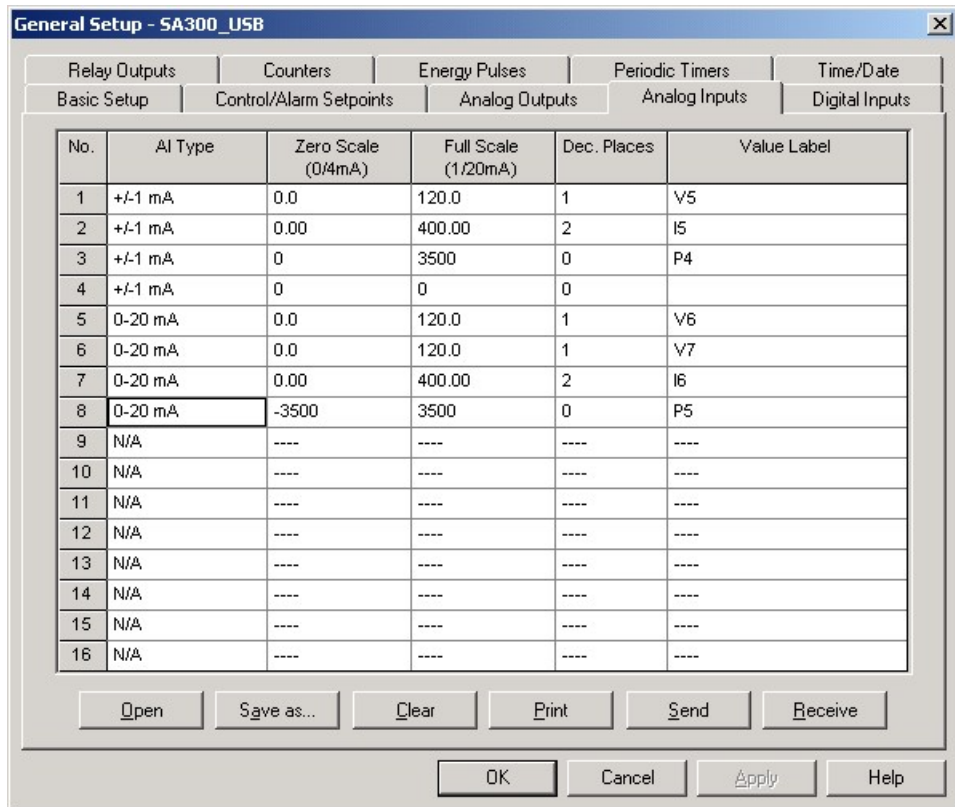 General Setup - SA300_USB
Relay Outputs Counters Energy Pulses Periodic Timers Time/Date
Basic Setup Control/Alarm Setpoints Analog Outputs Analog Inputs Digital Inputs
No. AI Type Zero Scale (0/4mA) Full Scale (1/20mA) Dec. Places Value Label
1 +/-1 mA 0.0 120.0 1 V5
2 +/-1 mA 0.00 400.00 2 I5
3 +/-1 mA 0 3500 0 P4
4 +/-1 mA 0 0 0
5 0-20 mA 0.0 120.0 1 V6
6 0-20 mA 0.0 120.0 1 V7
7 0-20 mA 0.00 400.00 2 I6
8 0-20 mA -3500 3500 0 P5
9 N/A ---- ---- ---- ----
10 N/A ---- ---- ---- ----
11 N/A ---- ---- ---- ----
12 N/A ---- ---- ---- ----
13 N/A ---- ---- ---- ----
14 N/A ---- ---- ---- ----
15 N/A ---- ---- ---- ----
16 N/A ---- ---- ---- ----
Open Save as... Clear Print Send Receive
OK Cancel Apply Help